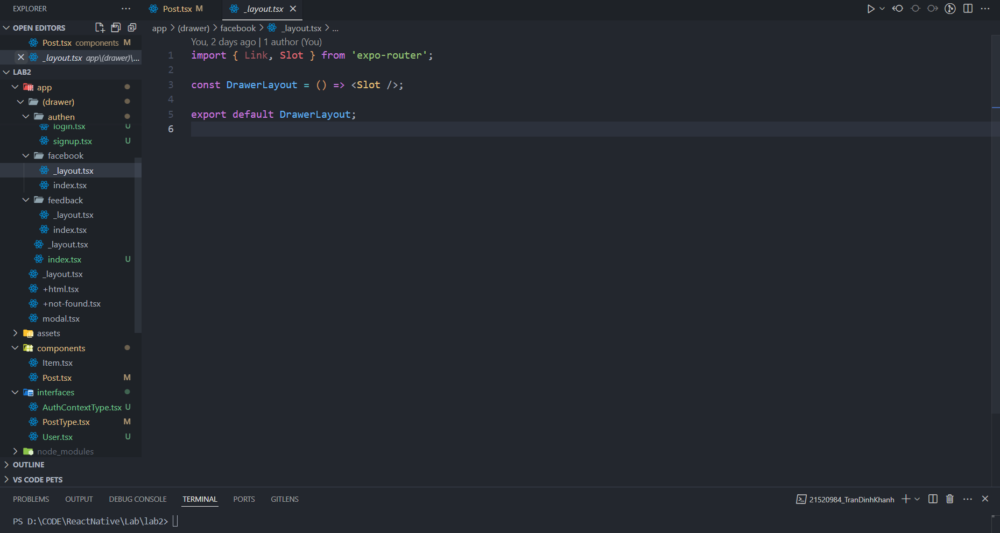 EXPLORER
Post.tsx M
_layout.tsx
OPEN EDITORS
Post.tsx components M
_layout.tsx app\(drawer)\...
LAB2
app
(drawer)
authen
login.tsx U
signup.tsx U
facebook
_layout.tsx
index.tsx
feedback
_layout.tsx
index.tsx
_layout.tsx
index.tsx U
_layout.tsx
+html.tsx
+not-found.tsx
modal.tsx
assets
components
Item.tsx
Post.tsx M
interfaces
AuthContextType.tsx U
PostType.tsx M
User.tsx U
node_modules
OUTLINE
VS CODE PETS
app > (drawer) > facebook > _layout.tsx > ...
You, 2 days ago | 1 author (You)
1 import { Link, Slot } from 'expo-router';
2
3 const DrawerLayout = () => <Slot />;
4
5 export default DrawerLayout;
6
PROBLEMS OUTPUT DEBUG CONSOLE TERMINAL PORTS GITLENS
21520984_TranDinhKhanh
PS D:\CODE\ReactNative\Lab\lab2>